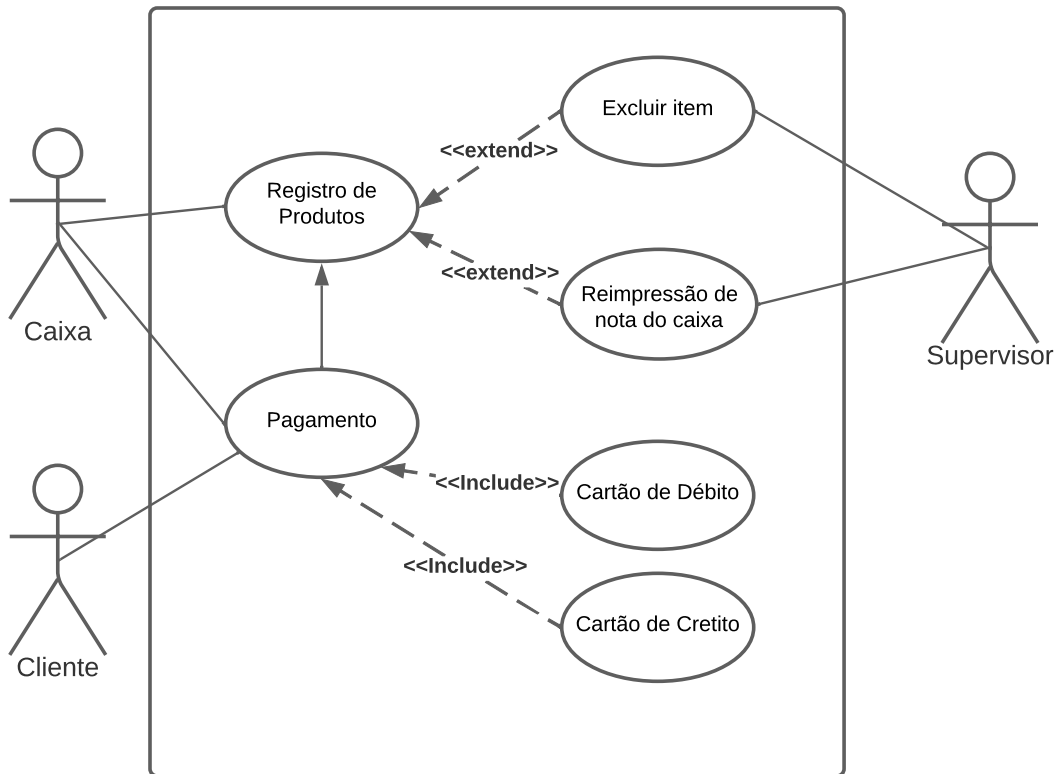 Excluir item
<<extend>>
Registro de
Produtos
<<extend>>
Reimpressão de
nota do caixa
Caixa
Supervisor
Pagamento
<<Include>>
Cartão de Débito
<<Include>>
Cartão de Cretito
Cliente